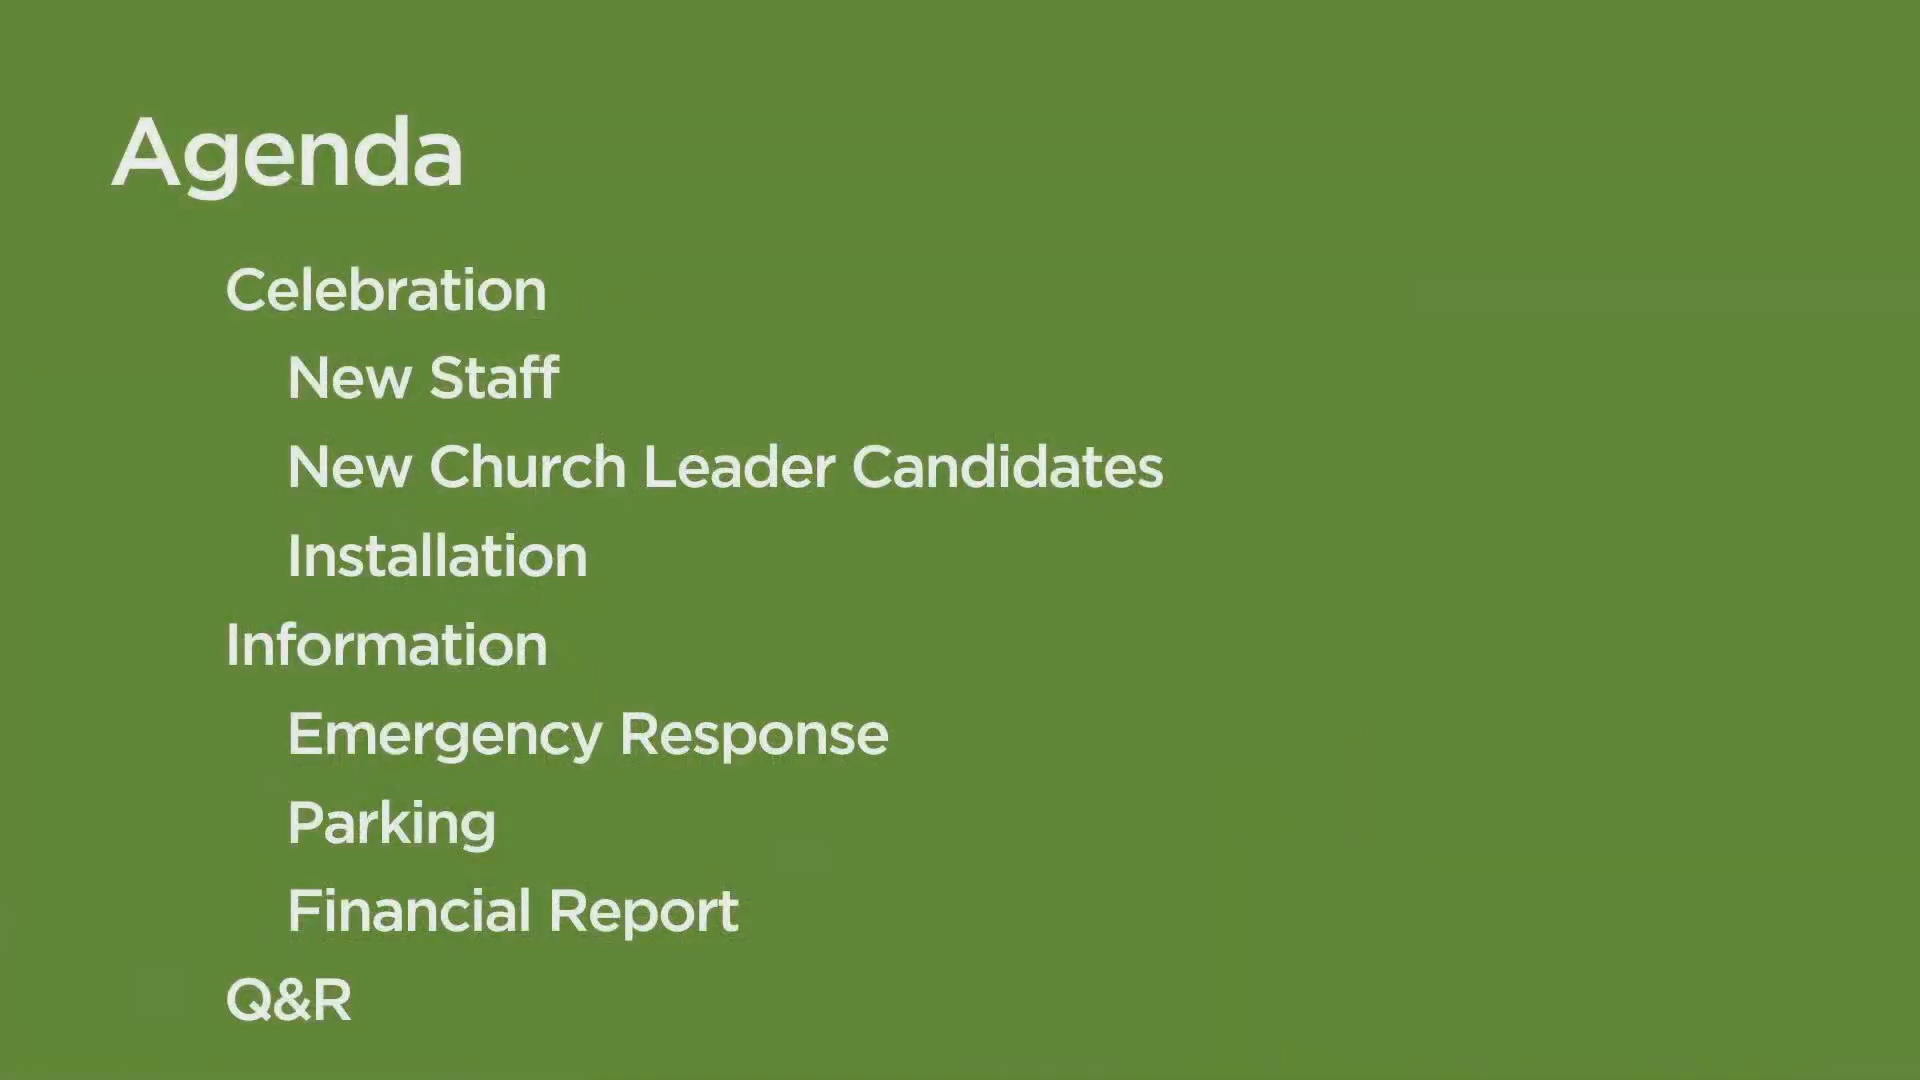 Agenda
Celebration
New Staff
New Church Leader Candidates
Installation
Information
Emergency Response
Parking
Financial Report
Q&R